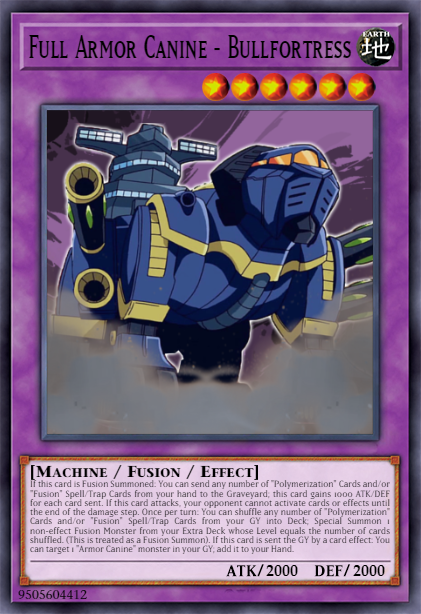 Full Armor Canine - Bullfortress
EARTH
地
[Machine / Fusion / Effect]
If this card is Fusion Summoned: You can send any number of "Polymerization" Cards and/or
"Fusion" Spell/Trap Cards from your hand to the Graveyard; this card gains 1000 ATK/DEF
for each card sent. If this card attacks, your opponent cannot activate cards or effects until
the end of the damage step. Once per turn: You can shuffle any number of "Polymerization"
Cards and/or "Fusion" Spell/Trap Cards from your GY into Deck; Special Summon 1
non-effect Fusion Monster from your Extra Deck whose Level equals the number of cards
shuffled. (This is treated as a Fusion Summon). If this card is sent the GY by a card effect: You
can target 1 "Armor Canine" monster in your GY; add it to your Hand.
ATK/2000 DEF/2000
9505604412